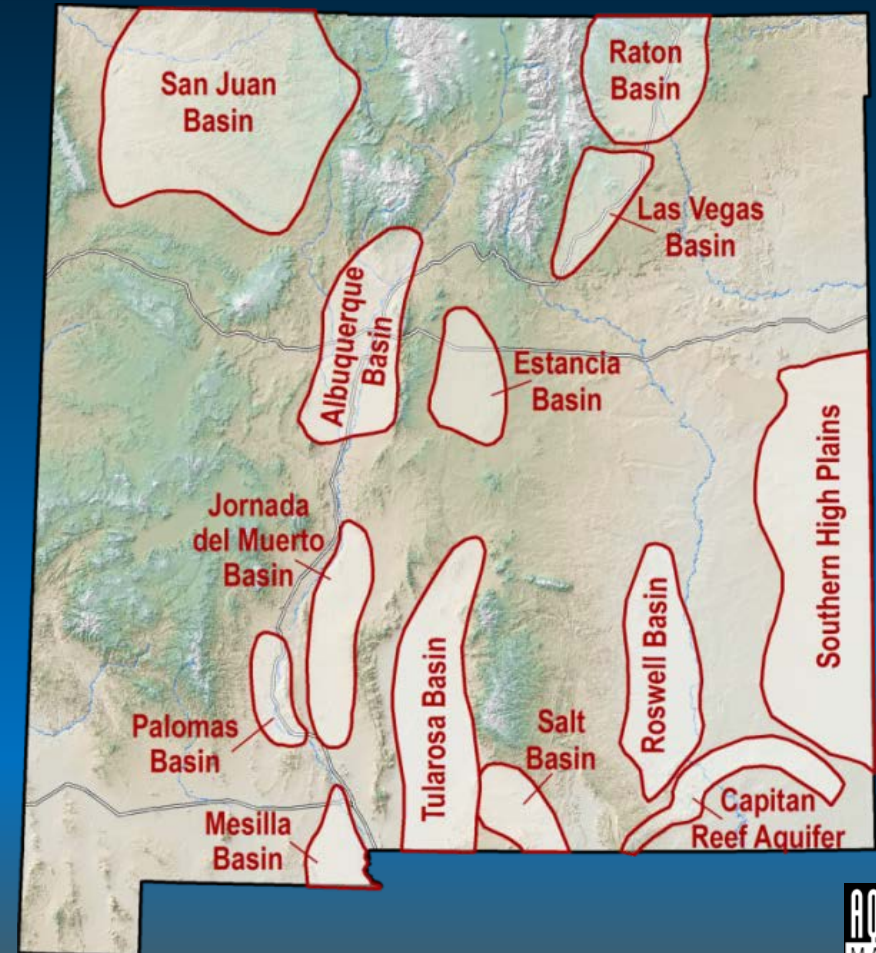 San Juan
Basin
Raton
Basin
Las Vegas
Basin
Albuquerque
Basin
Estancia
Basin
Southern High Plains
Jornada
del Muerto
Basin
Tularosa Basin
Roswell Basin
Palomas
Basin
Salt
Basin
Mesilla
Basin
Capitan
Reef Aquifer